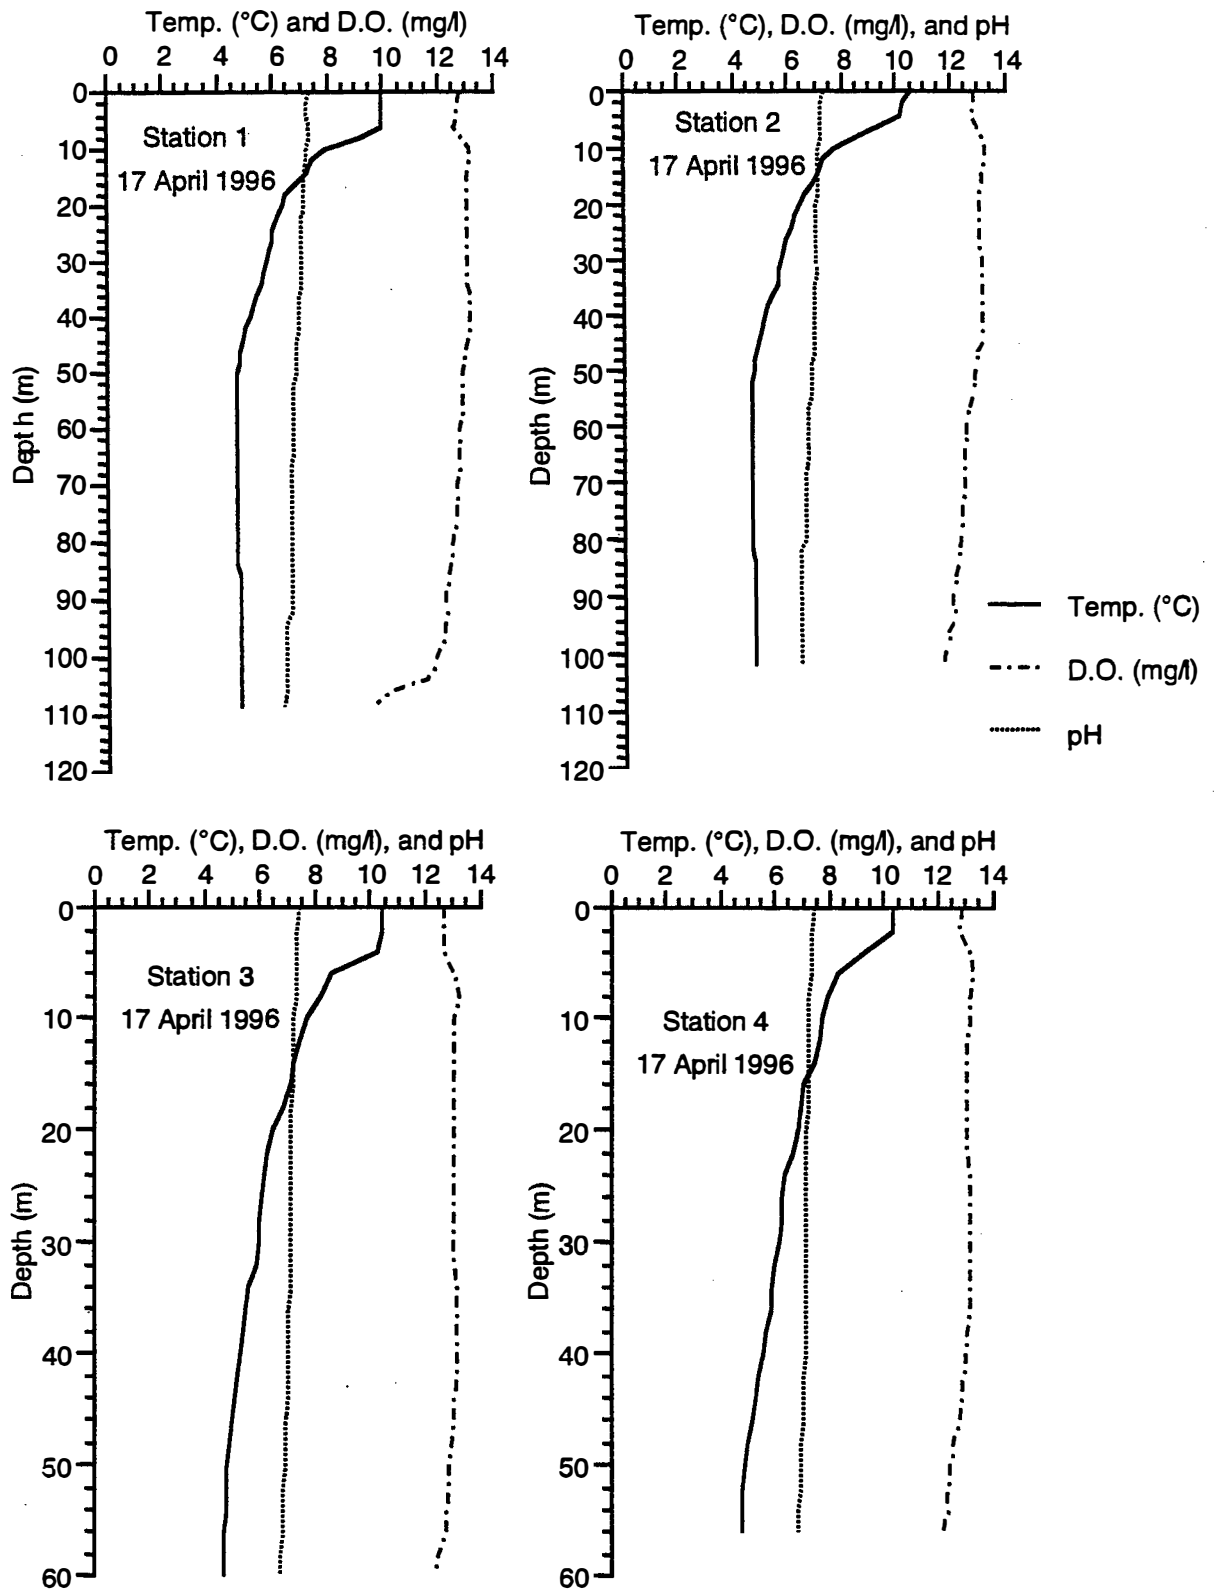 Temp. (°C) and D.O. (mg/l)
0 2 4 6 8 10 12 14
Station 1
17 April 1996
0
10
20
30
40
50
60
70
80
90
100
110
120
Depth (m)
Temp. (°C), D.O. (mg/l), and pH
0 2 4 6 8 10 12 14
Station 2
17 April 1996
0
10
20
30
40
50
60
70
80
90
100
110
120
Depth (m)
Temp. (°C)
D.O. (mg/l)
pH
Temp. (°C), D.O. (mg/l), and pH
0 2 4 6 8 10 12 14
Station 3
17 April 1996
0
10
20
30
40
50
60
Depth (m)
Temp. (°C), D.O. (mg/l), and pH
0 2 4 6 8 10 12 14
Station 4
17 April 1996
0
10
20
30
40
50
60
Depth (m)